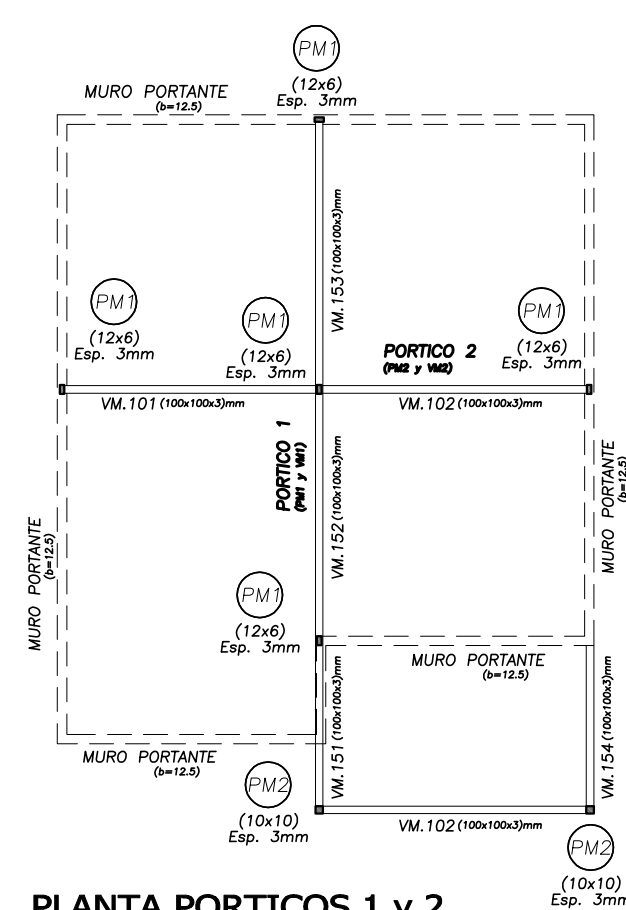 PM1
(12x6)
Esp. 3mm
MURO PORTANTE
(b=12.5)
VM.153 (100x100x3)mm
PM1
(12x6)
Esp. 3mm
PM1
(12x6)
Esp. 3mm
PM1
(12x6)
Esp. 3mm
PORTICO 2
(PM2 y VM2)
VM.101 (100x100x3)mm
VM.102 (100x100x3)mm
PORTICO 1
(PM1 y VM1)
VM.152 (100x100x3)mm
MURO PORTANTE
(b=12.5)
MURO PORTANTE
(b=12.5)
PM1
(12x6)
Esp. 3mm
MURO PORTANTE
(b=12.5)
VM.151 (100x100x3)mm
VM.154 (100x100x3)mm
MURO PORTANTE
(b=12.5)
PM2
(10x10)
Esp. 3mm
VM.102 (100x100x3)mm
PM2
(10x10)
Esp. 3mm
PLANTA PORTICOS 1 y 2